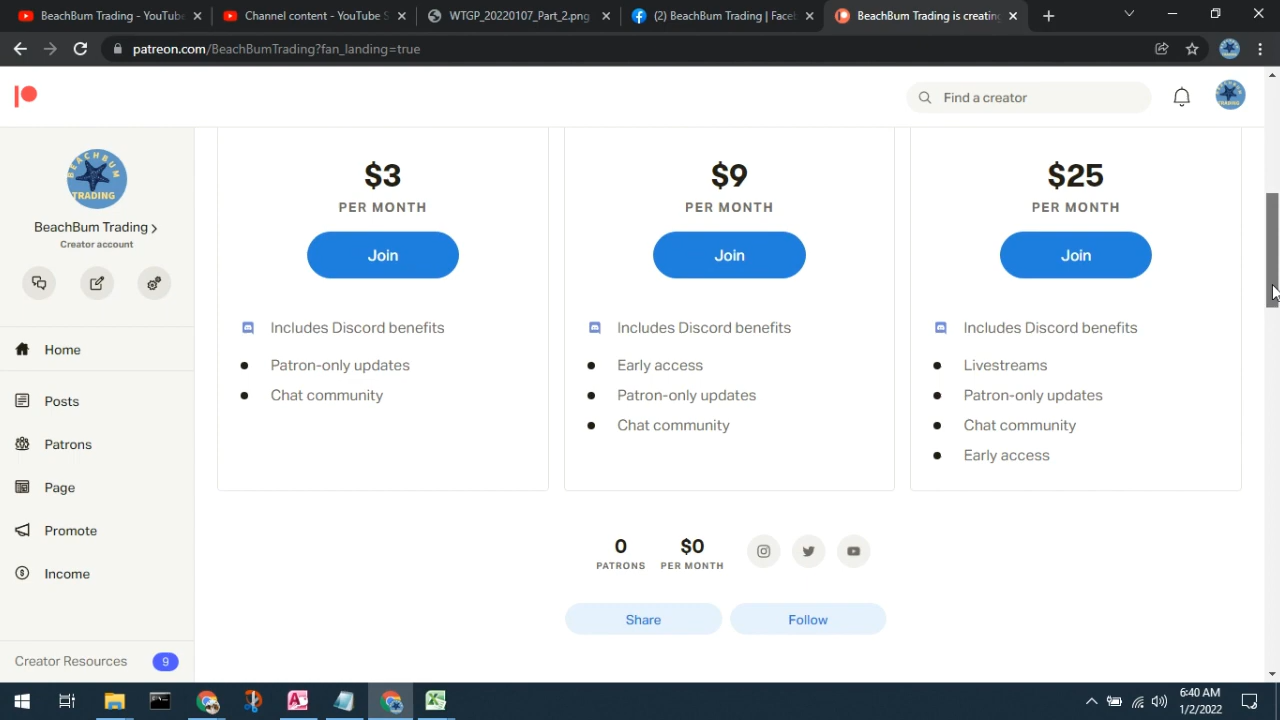 BeachBum Trading - YouTube
Channel content - YouTube S
WTGP_20220107_Part_2.png
(2) BeachBum Trading | Face
BeachBum Trading is creating
patreon.com/BeachBumTrading?fan_landing=true
Find a creator
BEACHBUM
TRADING
BeachBum Trading
Creator account
Home
Posts
Patrons
Page
Promote
Income
Creator Resources 9
$3
PER MONTH
Join
Includes Discord benefits
Patron-only updates
Chat community
$9
PER MONTH
Join
Includes Discord benefits
Early access
Patron-only updates
Chat community
$25
PER MONTH
Join
Includes Discord benefits
Livestreams
Patron-only updates
Chat community
Early access
0 $0
PATRONS PER MONTH
Share Follow
6:40 AM
1/2/2022